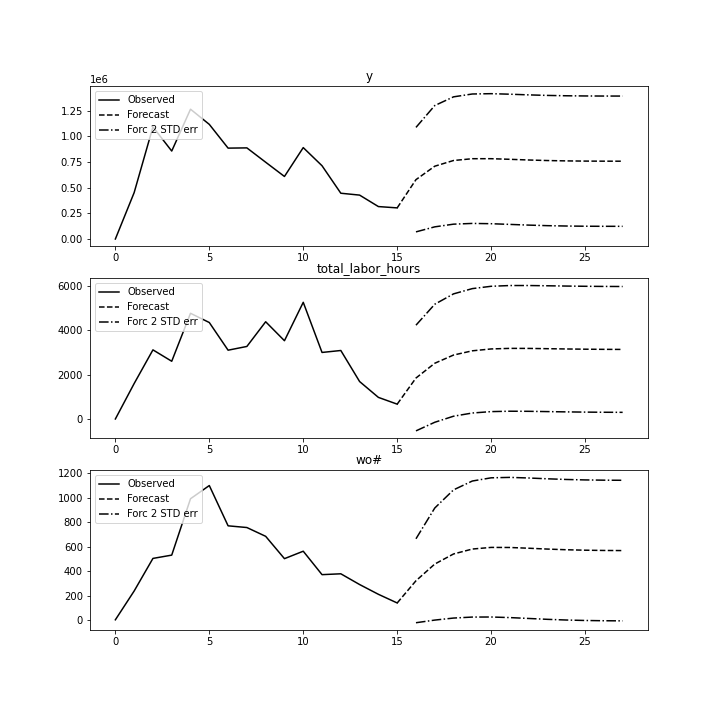 y
1e6
Observed
Forecast
Forc 2 STD err
1.25
1.00
0.75
0.50
0.25
0.00
0 5 10 15 20 25
total_labor_hours
Observed
Forecast
Forc 2 STD err
6000
4000
2000
0
0 5 10 15 20 25
wo#
Observed
Forecast
Forc 2 STD err
1200
1000
800
600
400
200
0
0 5 10 15 20 25